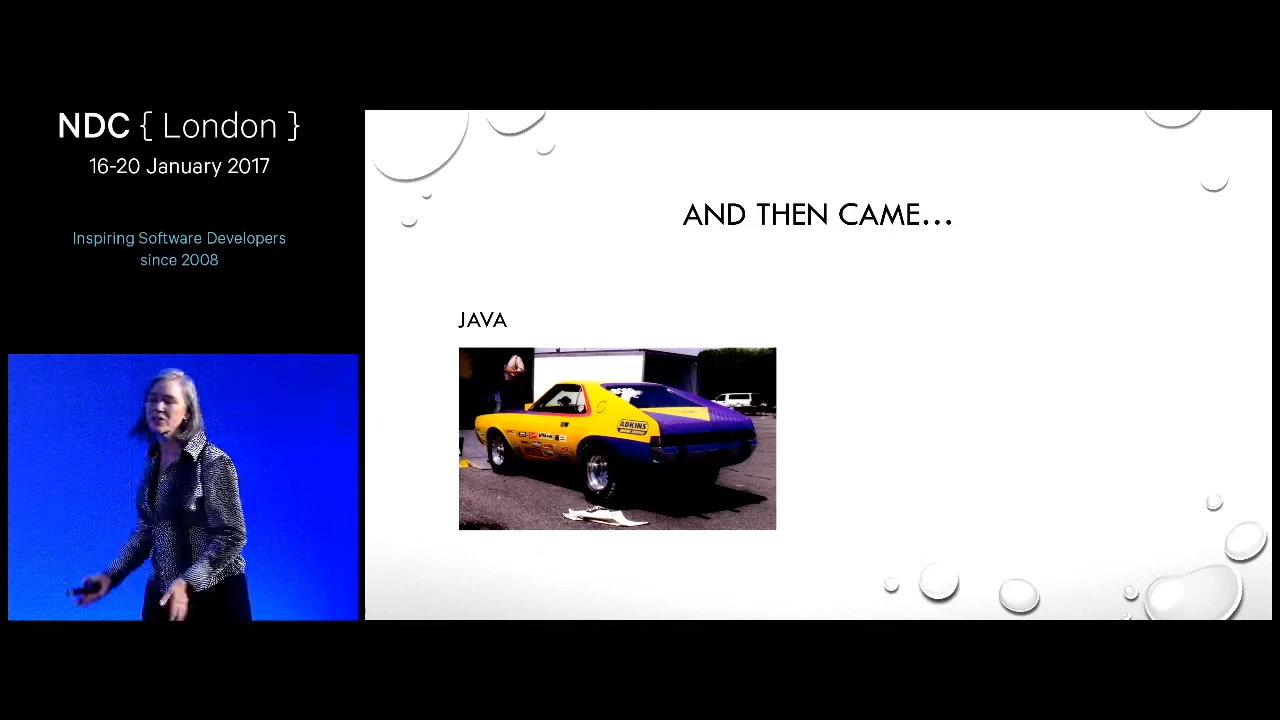 NDC { London }
16-20 January 2017
Inspiring Software Developers
since 2008
AND THEN CAME...
JAVA
ADKINS